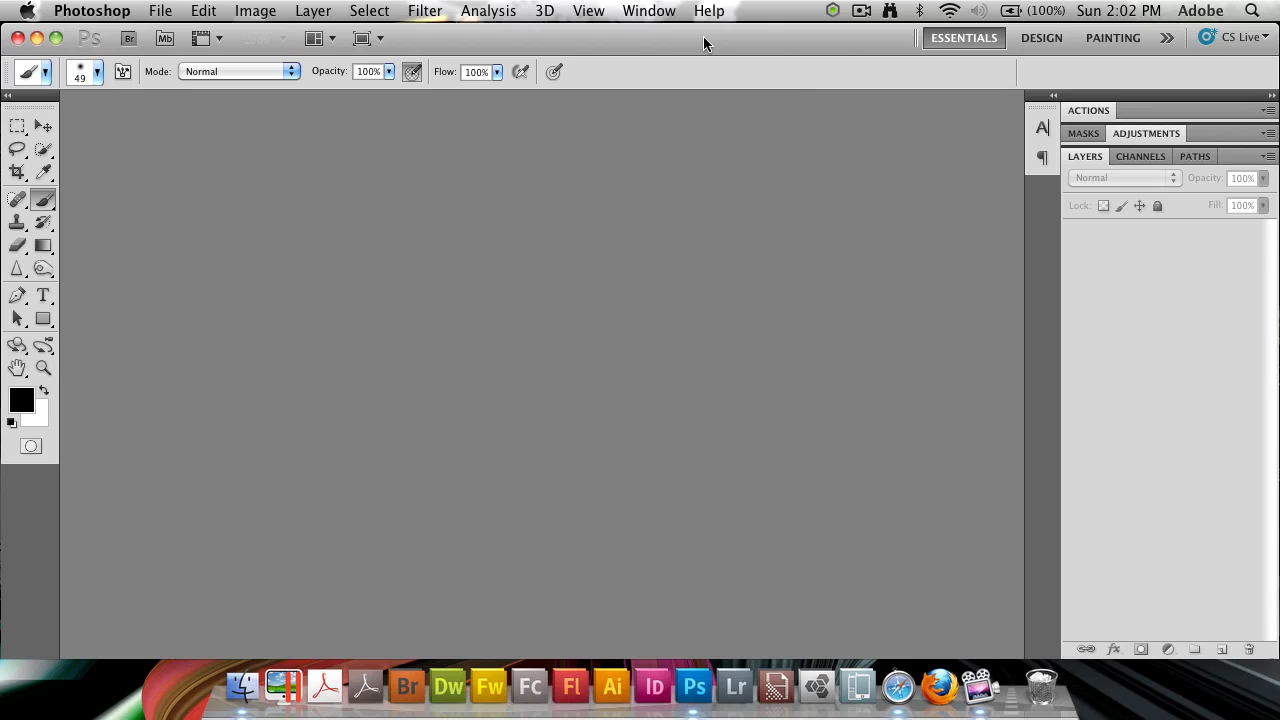 Photoshop File Edit Image Layer Select Filter Analysis 3D View Window Help (100%) Sun 2:02 PM Adobe
Ps Br Mb ESSENTIALS DESIGN PAINTING CS Live
49 Mode: Normal Opacity: 100% Flow: 100%
ACTIONS
MASKS ADJUSTMENTS
LAYERS CHANNELS PATHS
Normal Opacity: 100%
Lock: Fill: 100%
Br Dw Fw Fc Fl Ai Id Ps Lr